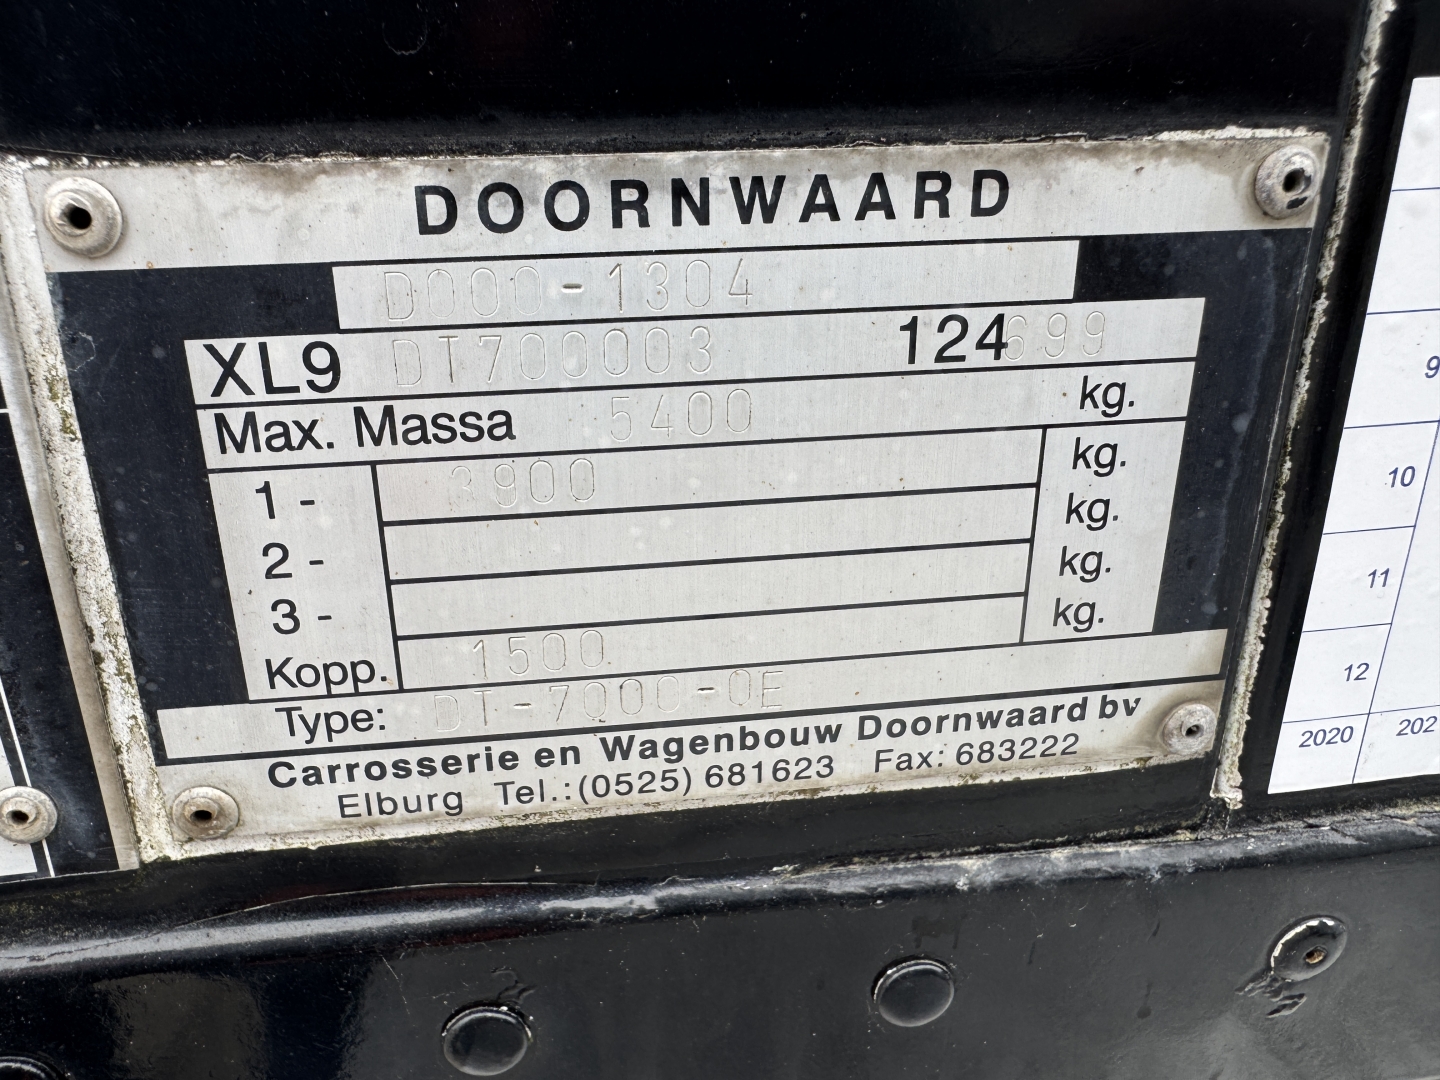 DOORNWAARD
D000-1304
XL9 DT700003 124699
Max. Massa 5400 kg.
1- 3900 kg.
2- kg.
3- kg.
Kopp. 1500 kg.
Type: DT-7000-0E
Carrosserie en Wagenbouw Doornwaard bv
Elburg Tel.:(0525) 681623 Fax: 683222
9
10
11
12
2020 202